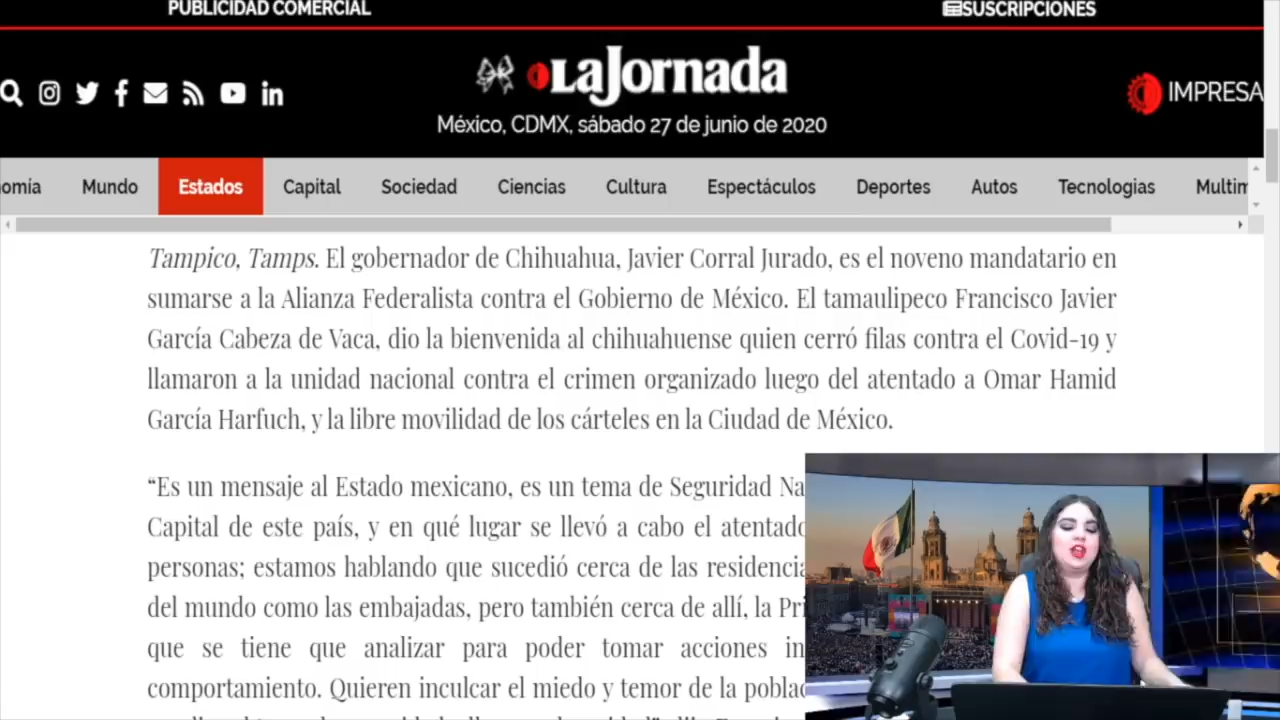 PUBLICIDAD COMERCIAL
SUSCRIPCIONES
LaJornada
IMPRESA
México, CDMX, sábado 27 de junio de 2020
omía Mundo Estados Capital Sociedad Ciencias Cultura Espectáculos Deportes Autos Tecnologias Multim
Tampico, Tamps. El gobernador de Chihuahua, Javier Corral Jurado, es el noveno mandatario en
sumarse a la Alianza Federalista contra el Gobierno de México. El tamaulipeco Francisco Javier
García Cabeza de Vaca, dio la bienvenida al chihuahuense quien cerró filas contra el Covid-19 y
llamaron a la unidad nacional contra el crimen organizado luego del atentado a Omar Hamid
García Harfuch, y la libre movilidad de los cárteles en la Ciudad de México.
“Es un mensaje al Estado mexicano, es un tema de Seguridad Na
Capital de este país, y en qué lugar se llevó a cabo el atentado
personas; estamos hablando que sucedió cerca de las residencia
del mundo como las embajadas, pero también cerca de allí, la Pri
que se tiene que analizar para poder tomar acciones in
comportamiento. Quieren inculcar el miedo y temor de la poblac